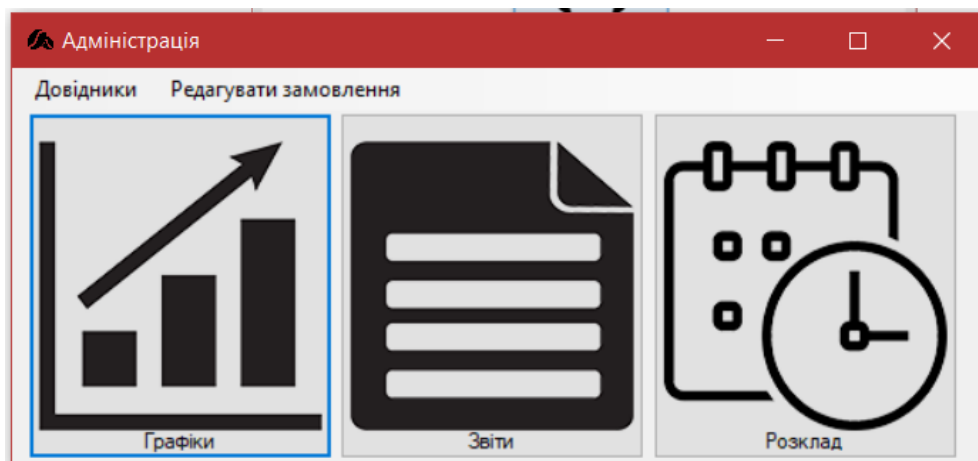 Адміністрація
Довідники Редагувати замовлення
Графіки Звіти Розклад